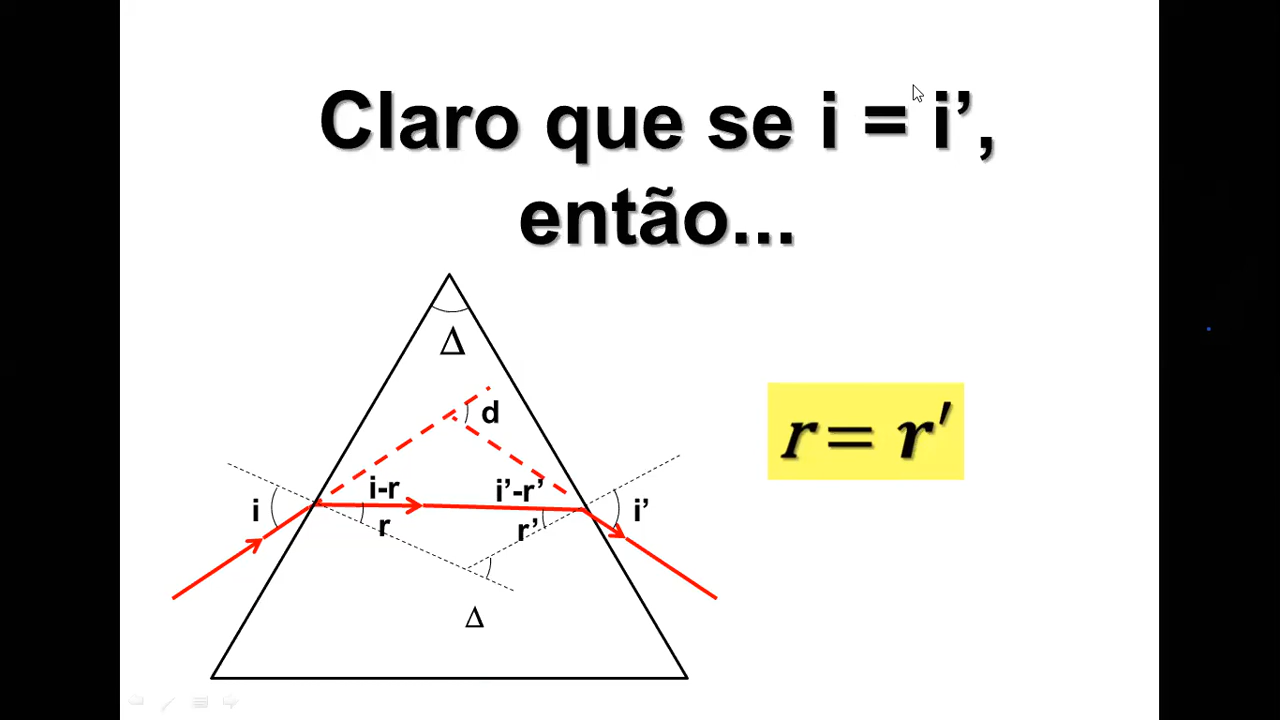 Claro que se i = i’,
então...
Δ
d
i-r
i’-r’
i
r
r’
i’
Δ
r = r′